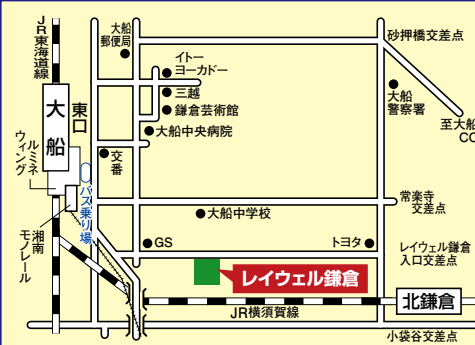 JR東海道線
大船
郵便局
砂押橋交差点
イトー
ヨーカドー
三越
鎌倉芸術館
大船
警察署
至大船
CC
大船
東口
ルミネ
ウィング
交番
大船中央病院
バス乗り場
常楽寺
交差点
大船中学校
湘南
モノレール
GS
トヨタ
レイウェル鎌倉
入口交差点
レイウェル鎌倉
北鎌倉
JR横須賀線
小袋谷交差点